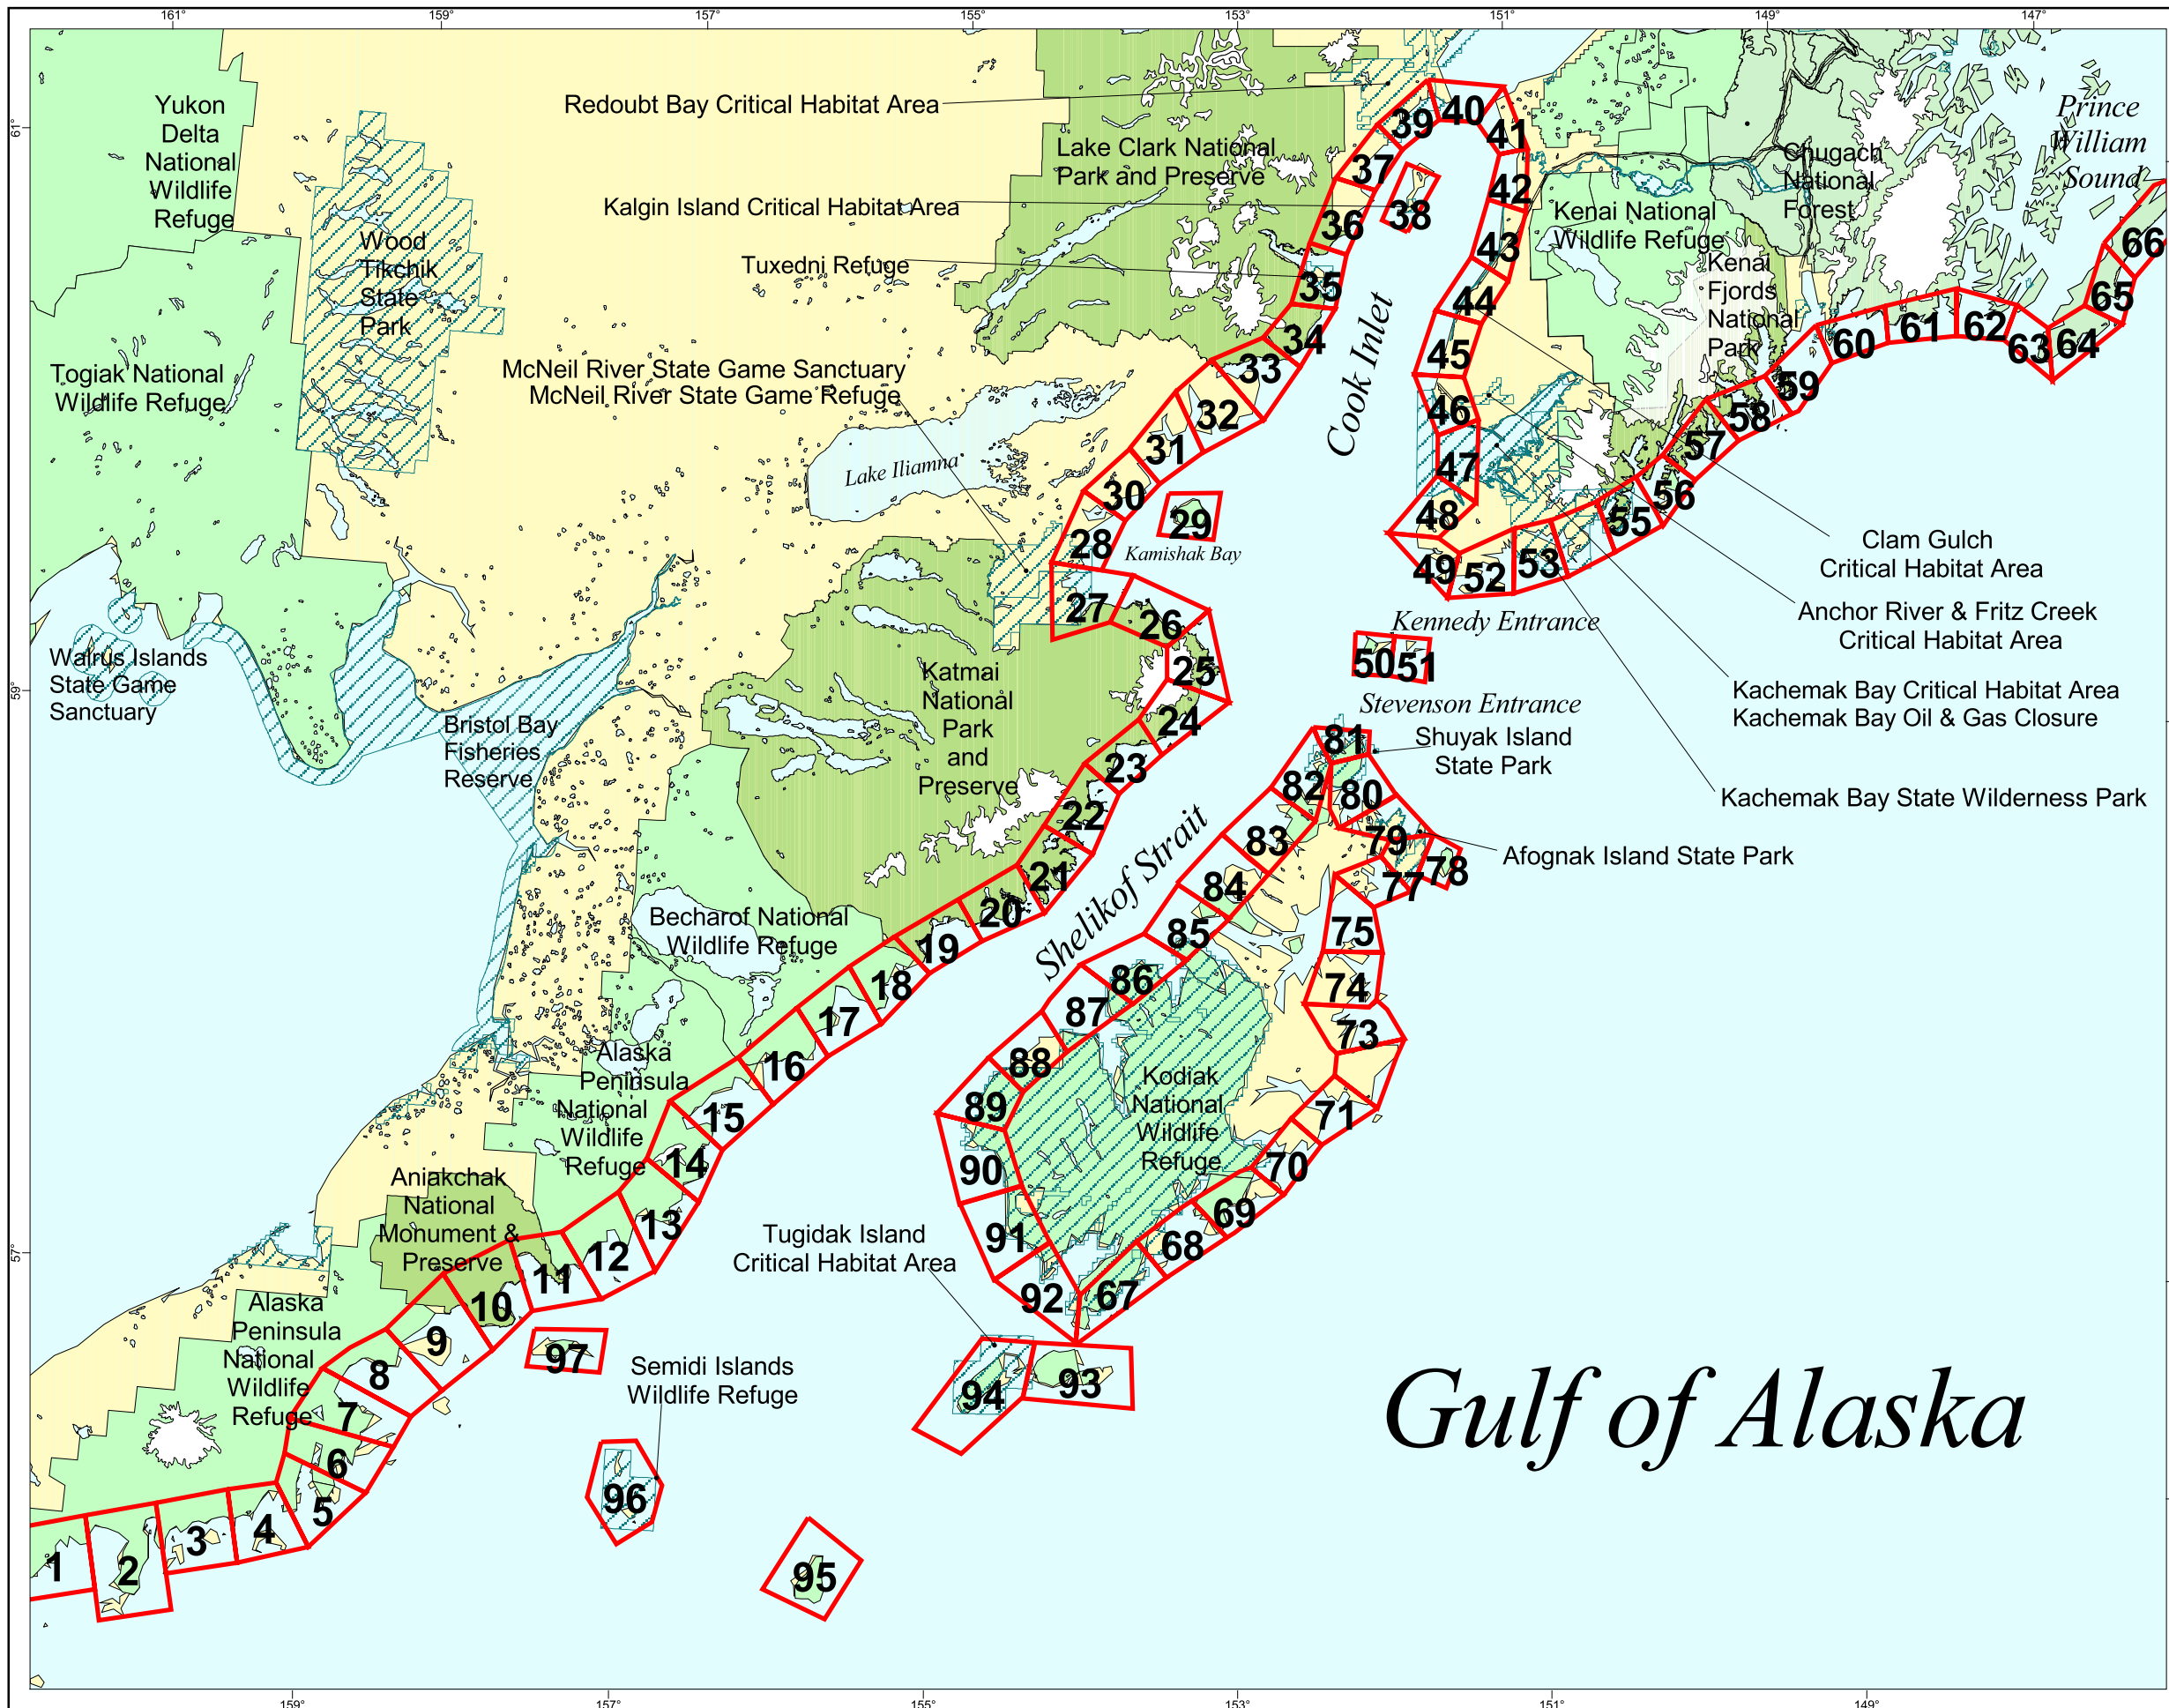 161°
159°
157°
155°
153°
151°
149°
147°
61°
59°
57°
159°
157°
155°
153°
151°
149°
Yukon
Delta
National
Wildlife
Refuge
Wood
Tikchik
State
Park
Togiak National
Wildlife Refuge
Walrus Islands
State Game
Sanctuary
Bristol Bay
Fisheries
Reserve
Redoubt Bay Critical Habitat Area
Kalgin Island Critical Habitat Area
Tuxedni Refuge
McNeil River State Game Sanctuary
McNeil River State Game Refuge
Lake Iliamna
Lake Clark National
Park and Preserve
Cook Inlet
Kamishak Bay
Katmai
National
Park
and
Preserve
Becharof National
Wildlife Refuge
Alaska
Peninsula
National
Wildlife
Refuge
Aniakchak
National
Monument &
Preserve
Alaska
Peninsula
National
Wildlife
Refuge
Semidi Islands
Wildlife Refuge
Tugidak Island
Critical Habitat Area
Kodiak
National
Wildlife
Refuge
Shelikof Strait
Kennedy Entrance
Stevenson Entrance
Shuyak Island
State Park
Afognak Island State Park
Kachemak Bay State Wilderness Park
Kachemak Bay Critical Habitat Area
Kachemak Bay Oil & Gas Closure
Anchor River & Fritz Creek
Critical Habitat Area
Clam Gulch
Critical Habitat Area
Kenai National
Wildlife Refuge
Kenai
Fjords
National
Park
Chugach
National
Forest
Prince
William
Sound
Gulf of Alaska
1
2
3
4
5
6
7
8
9
10
11
12
13
14
15
16
17
18
19
20
21
22
23
24
25
26
27
28
29
30
31
32
33
34
35
36
37
38
39
40
41
42
43
44
45
46
47
48
49
50
51
52
53
55
56
57
58
59
60
61
62
63
64
65
66
67
68
69
70
71
73
74
75
77
78
79
80
81
82
83
84
85
86
87
88
89
90
91
92
93
94
95
96
97